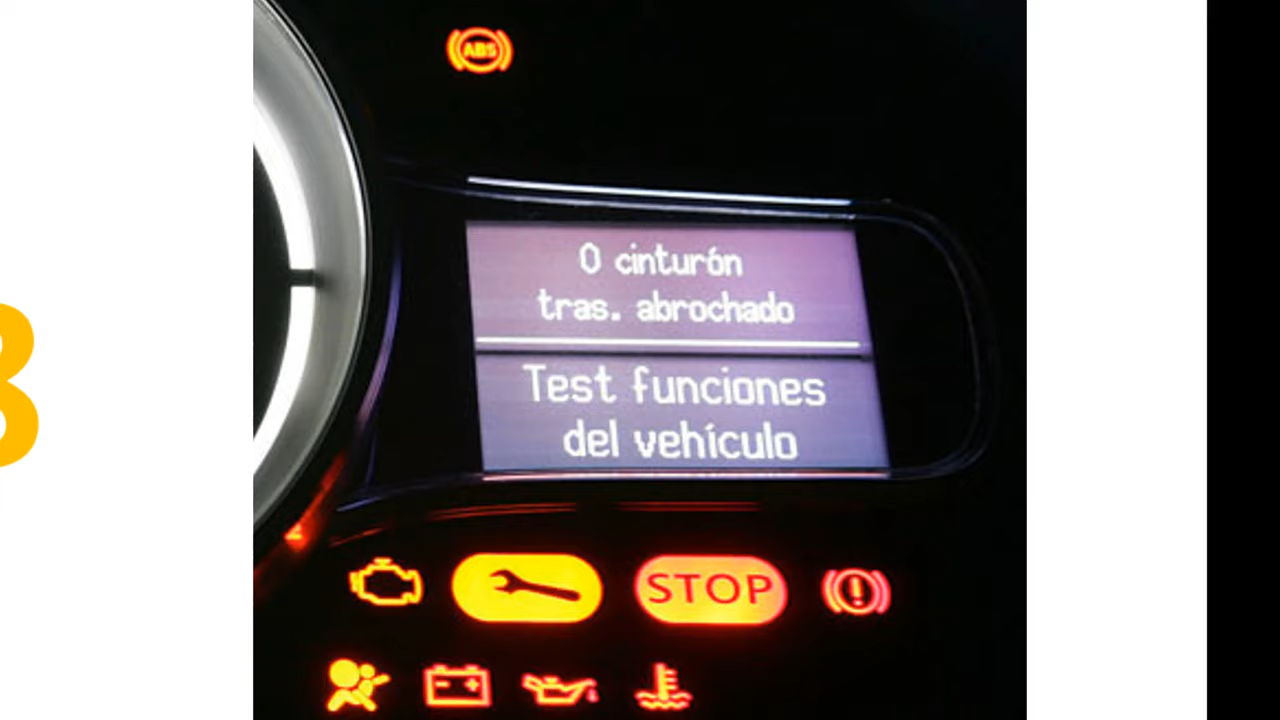 ABS
0 cinturón
tras. abrochado
Test funciones
del vehículo
STOP